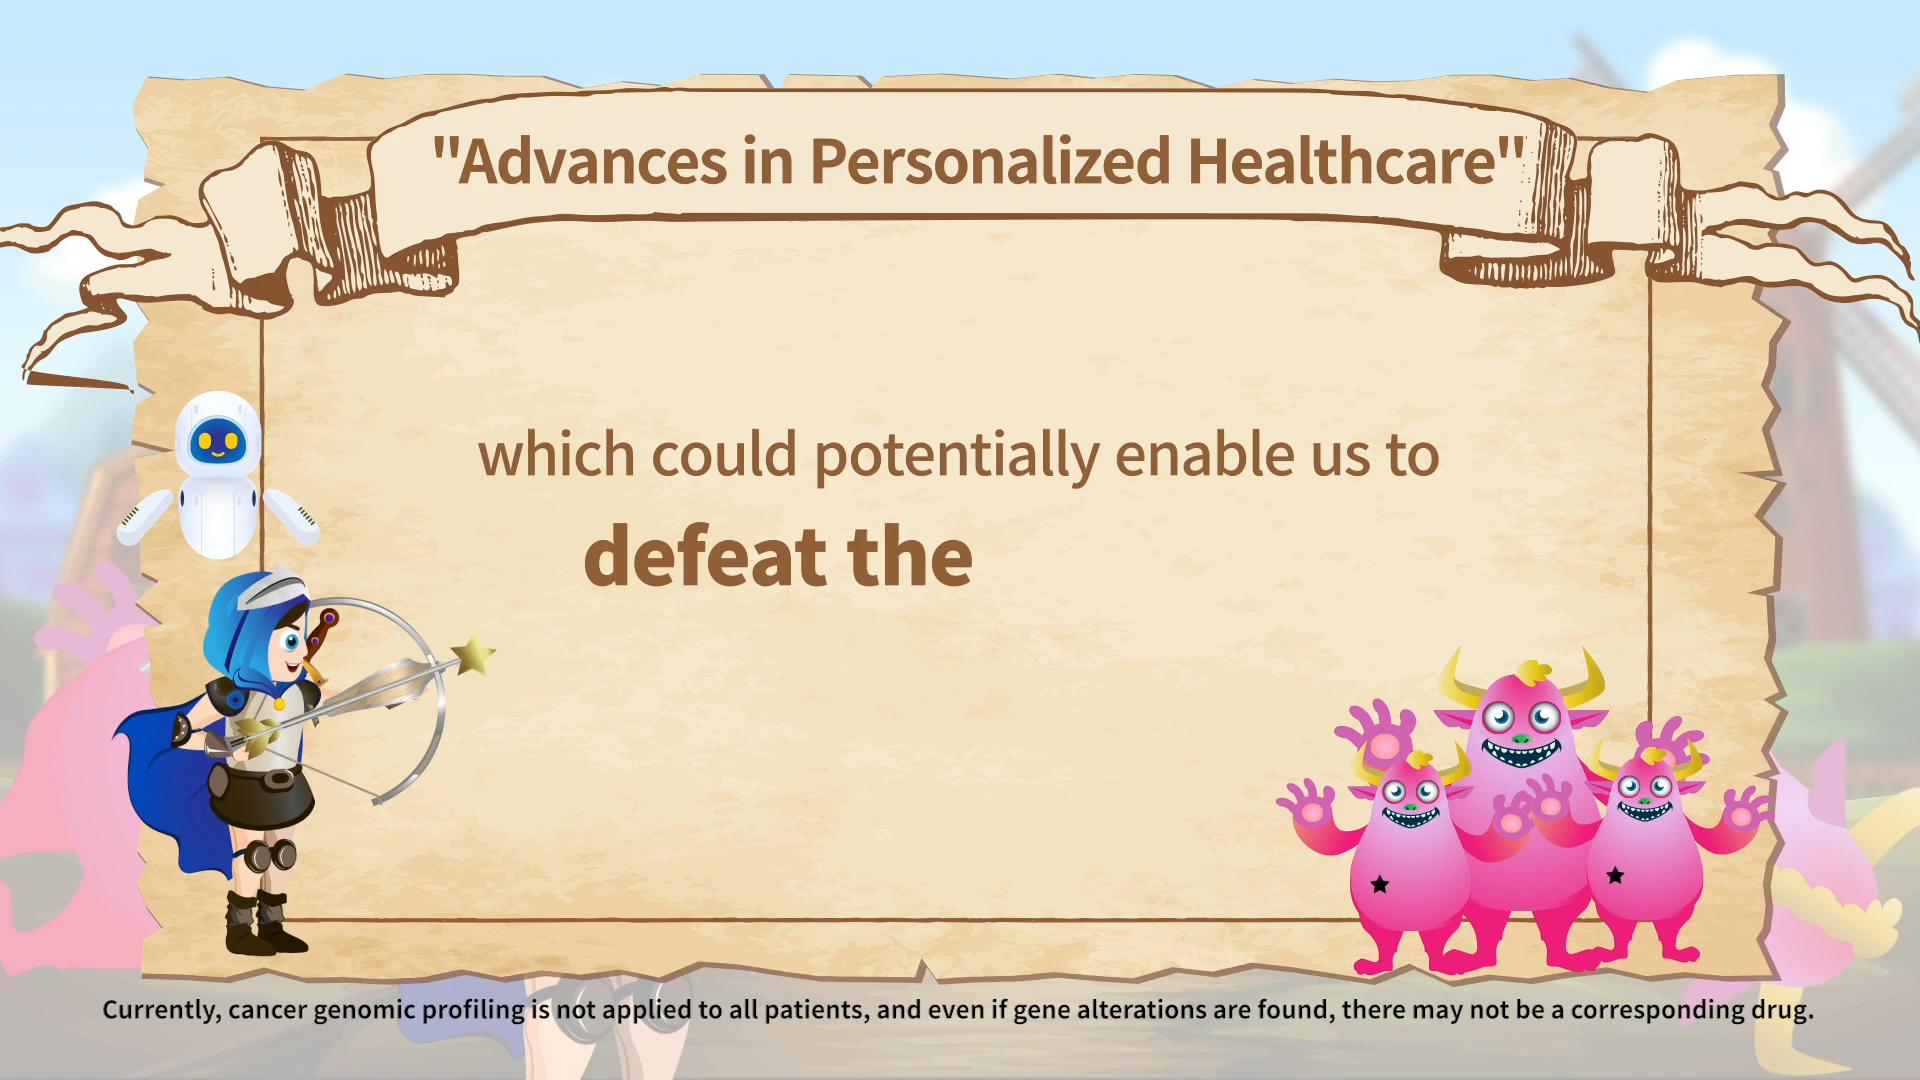 "Advances in Personalized Healthcare"
which could potentially enable us to
defeat the
Currently, cancer genomic profiling is not applied to all patients, and even if gene alterations are found, there may not be a corresponding drug.